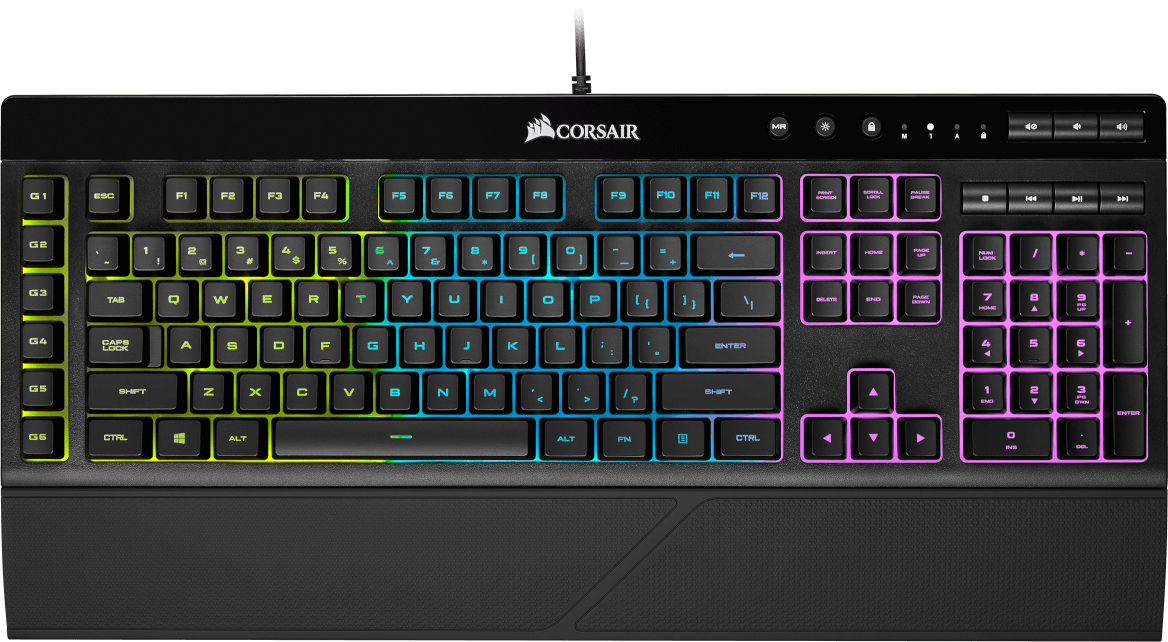 CORSAIR
MR M 1 A
G1 ESC F1 F2 F3 F4 F5 F6 F7 F8 F9 F10 F11 F12 PRINT SCREEN SCROLL LOCK PAUSE BREAK
G2 ` ~ 1 ! 2 @ 3 # 4 $ 5 % 6 ^ 7 & 8 * 9 ( 0 ) - _ = + INSERT HOME PAGE UP NUM LOCK / * -
G3 TAB Q W E R T Y U I O P [ { ] } \ | DELETE END PAGE DOWN 7 HOME 8 9 PG UP +
G4 CAPS LOCK A S D F G H J K L ; : ' " ENTER 4 5 6
G5 SHIFT Z X C V B N M , < . > / ? SHIFT 1 END 2 3 PG DWN ENTER
G6 CTRL ALT ALT FN CTRL 0 INS . DEL